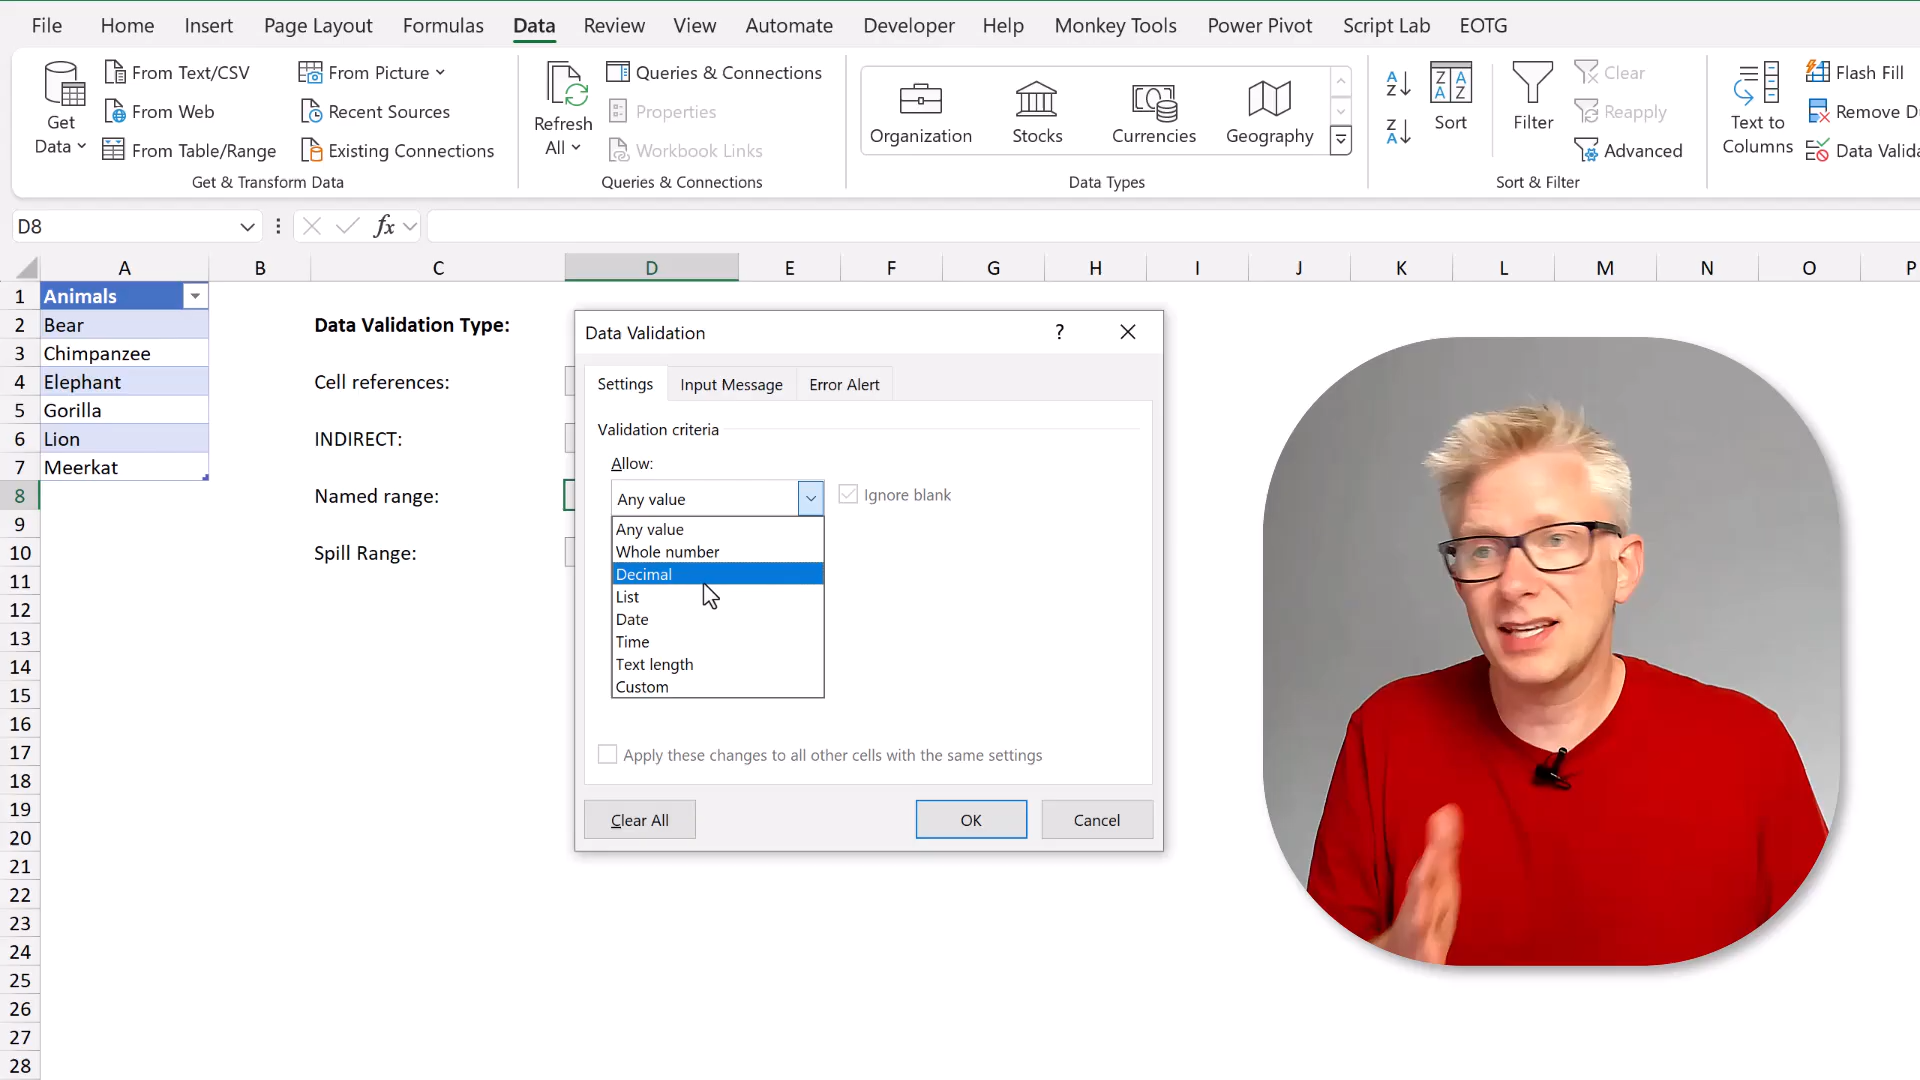 File Home Insert Page Layout Formulas Data Review View Automate Developer Help Monkey Tools Power Pivot Script Lab EOTG
Get Data
From Text/CSV
From Web
From Table/Range
From Picture
Recent Sources
Existing Connections
Get & Transform Data
Refresh All
Queries & Connections
Properties
Workbook Links
Queries & Connections
Organization
Stocks
Currencies
Geography
Data Types
Sort
Filter
Clear
Reapply
Advanced
Sort & Filter
Text to Columns
Flash Fill
Remove
Data
D8
fx
A B C D E F G H I J K L M N O P
1 Animals
2 Bear
3 Chimpanzee
4 Elephant
5 Gorilla
6 Lion
7 Meerkat
8
9
10
11
12
13
14
15
16
17
18
19
20
21
22
23
24
25
26
27
28
Data Validation Type:
Cell references:
INDIRECT:
Named range:
Spill Range:
Data Validation ?
Settings Input Message Error Alert
Validation criteria
Allow:
Any value
Ignore blank
Any value
Whole number
Decimal
List
Date
Time
Text length
Custom
Apply these changes to all other cells with the same settings
Clear All OK Cancel